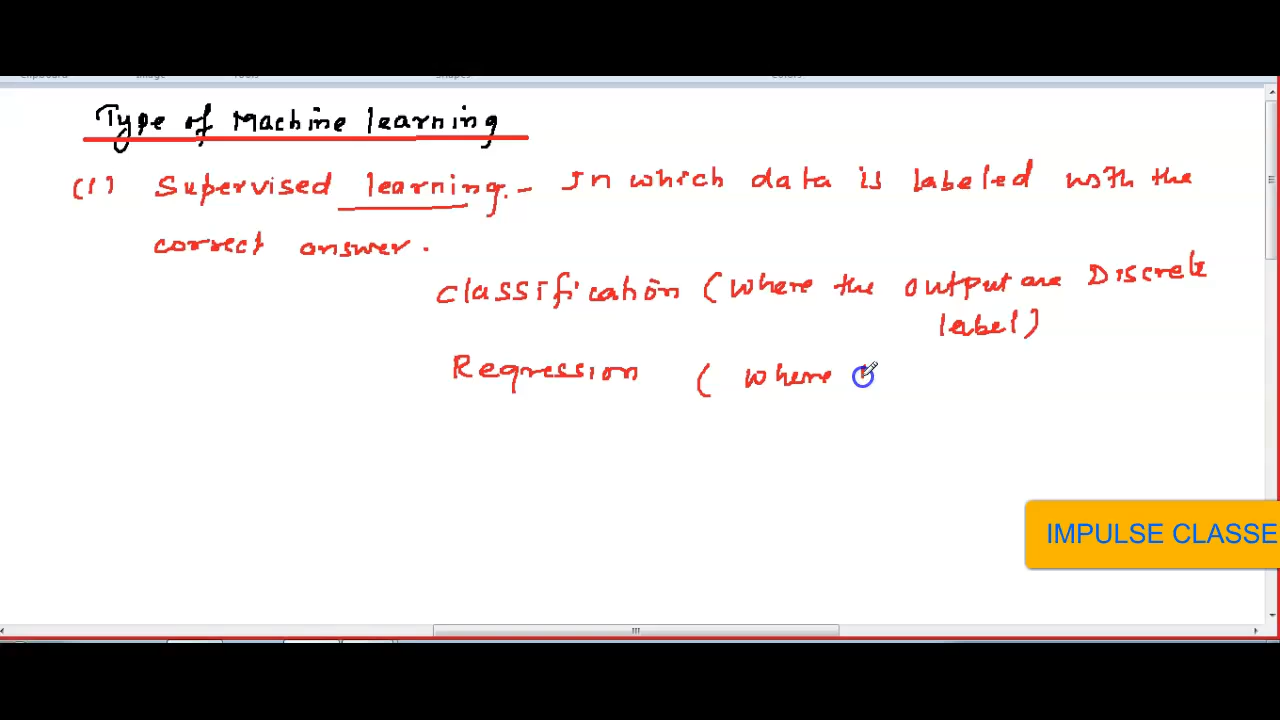 Type of Machine learning
(1) Supervised learning. - In which data is labeled with the
correct answer.
Classification (where the output are Discrete
label)
Regression ( where
IMPULSE CLASSE